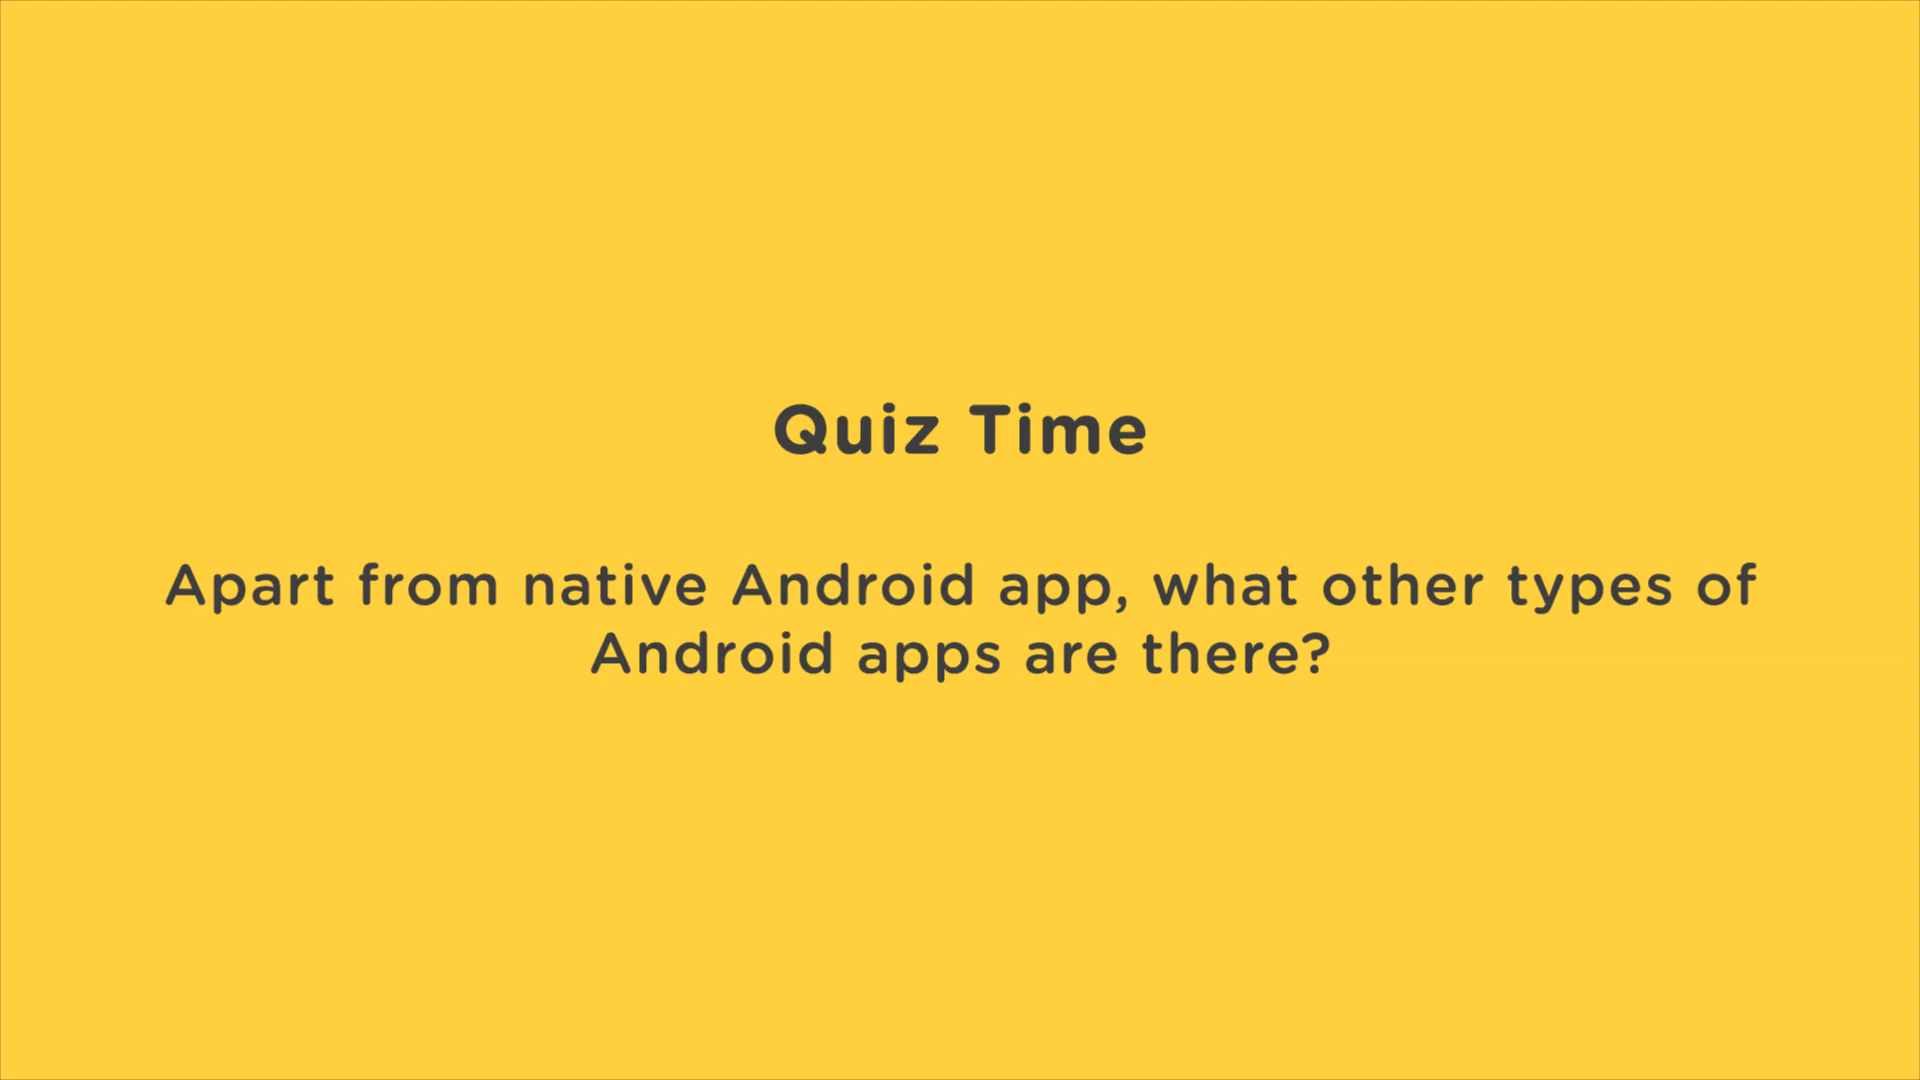 Quiz Time
Apart from native Android app, what other types of
Android apps are there?